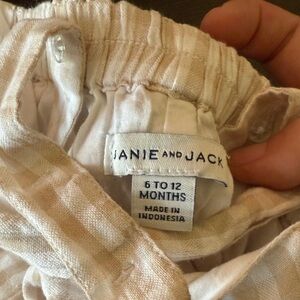 JANIE AND JACK
6 TO 12
MONTHS
MADE IN
INDONESIA